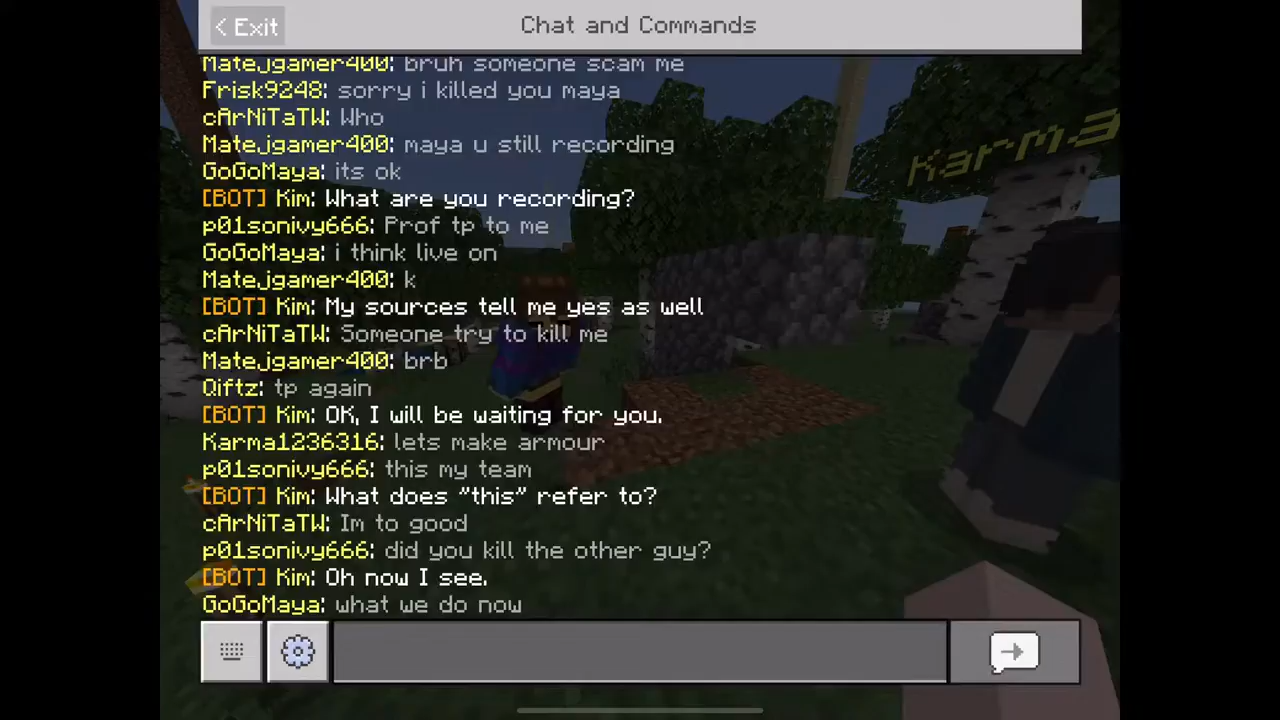 Exit
Chat and Commands
Matejgamer400: bruh someone scam me
Frisk9248: sorry i killed you maya
cArNiTaTW: Who
Matejgamer400: maya u still recording
GoGoMaya: its ok
[BOT] Kim: What are you recording?
p01sonivy666: Prof tp to me
GoGoMaya: i think live on
Matejgamer400: k
[BOT] Kim: My sources tell me yes as well
cArNiTaTW: Someone try to kill me
Matejgamer400: brb
Qiftz: tp again
[BOT] Kim: OK, I will be waiting for you.
Karma1236316: lets make armour
p01sonivy666: this my team
[BOT] Kim: What does "this" refer to?
cArNiTaTW: Im to good
p01sonivy666: did you kill the other guy?
[BOT] Kim: Oh now I see.
GoGoMaya: what we do now
Karma